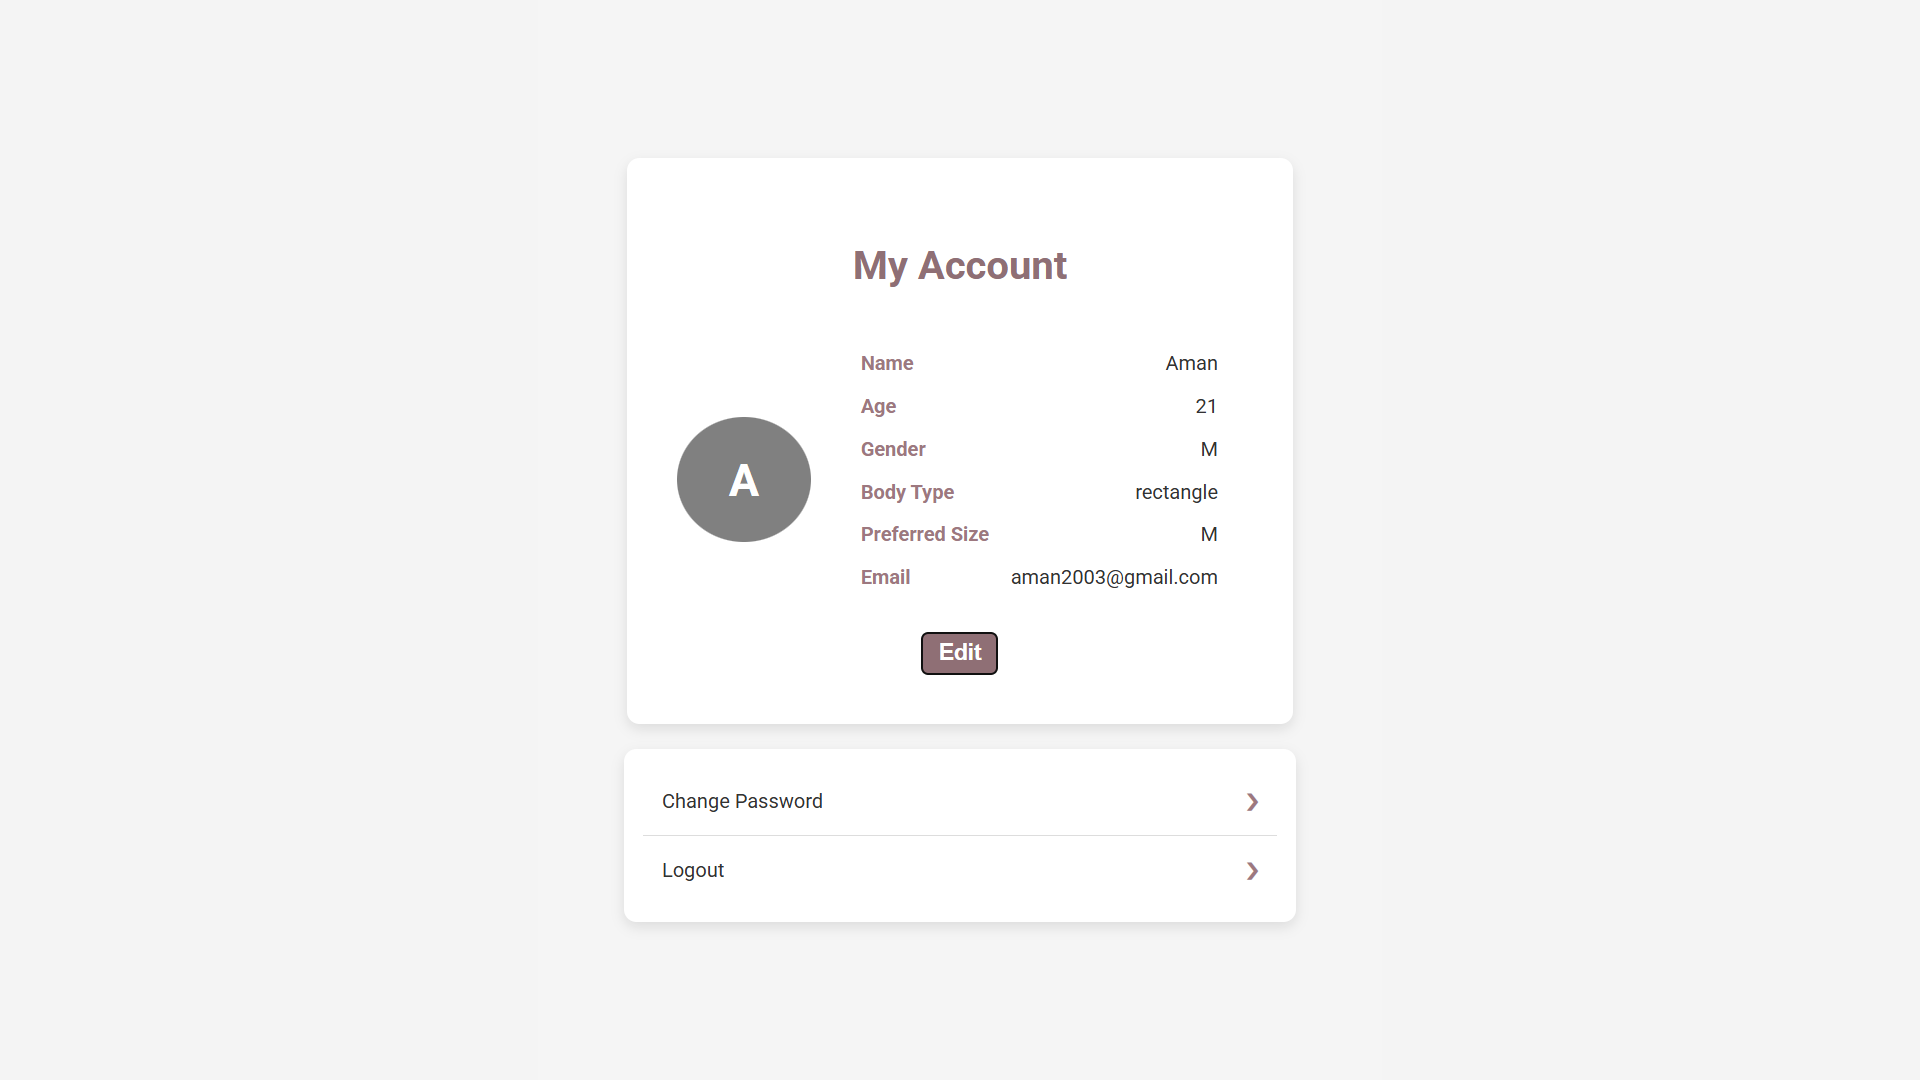 My Account
A
Name Aman
Age 21
Gender M
Body Type rectangle
Preferred Size M
Email aman2003@gmail.com
Edit
Change Password ❯
Logout ❯